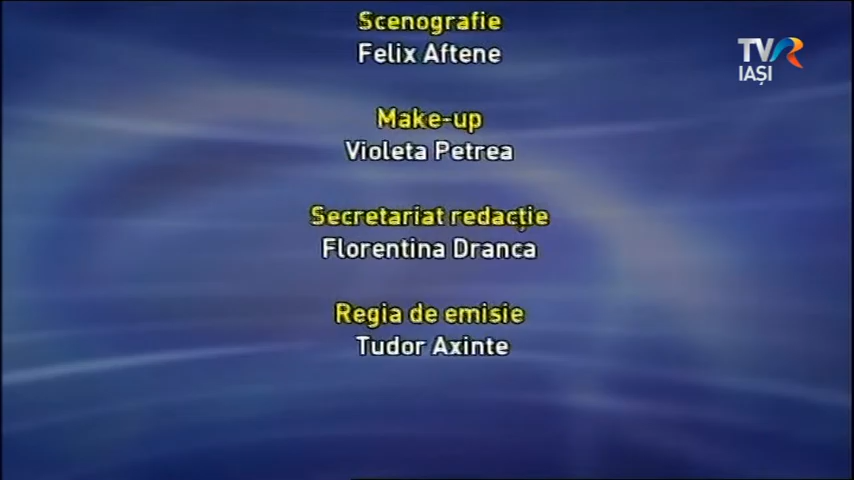 Scenografie
Felix Aftene
TVR
IAȘI
Make-up
Violeta Petrea
Secretariat redacție
Florentina Dranca
Regia de emisie
Tudor Axinte